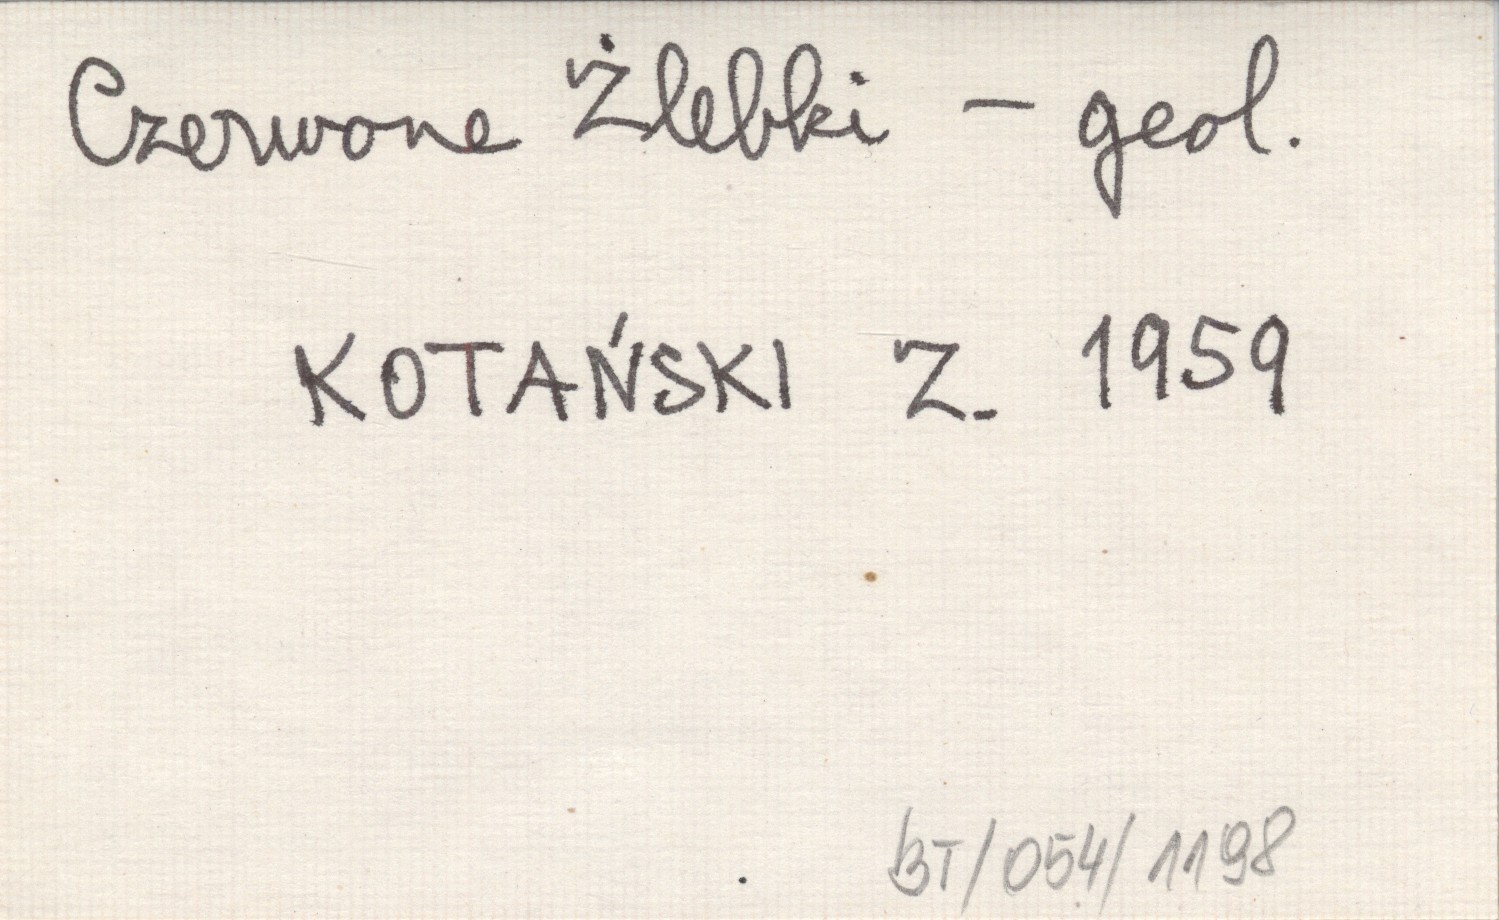 Czerwone Żlebki - geol.
KOTAŃSKI Z. 1959
BT/054/1198